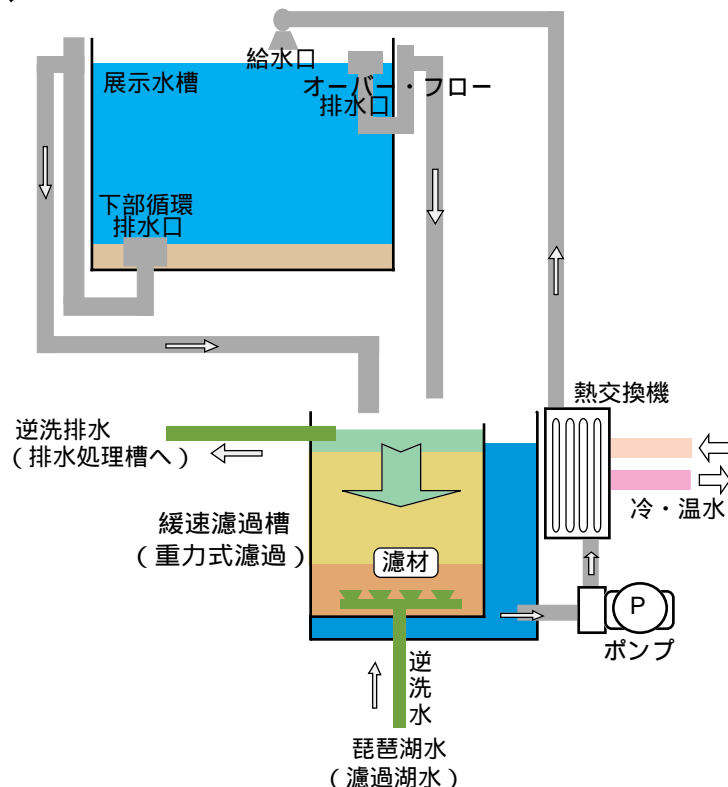 給水口
展示水槽
オーバー・フロー
排水口
下部循環
排水口
熱交換機
逆洗排水
（排水処理槽へ）
冷・温水
緩速濾過槽
（重力式濾過）
濾材
P
ポンプ
逆洗水
琵琶湖水
（濾過湖水）